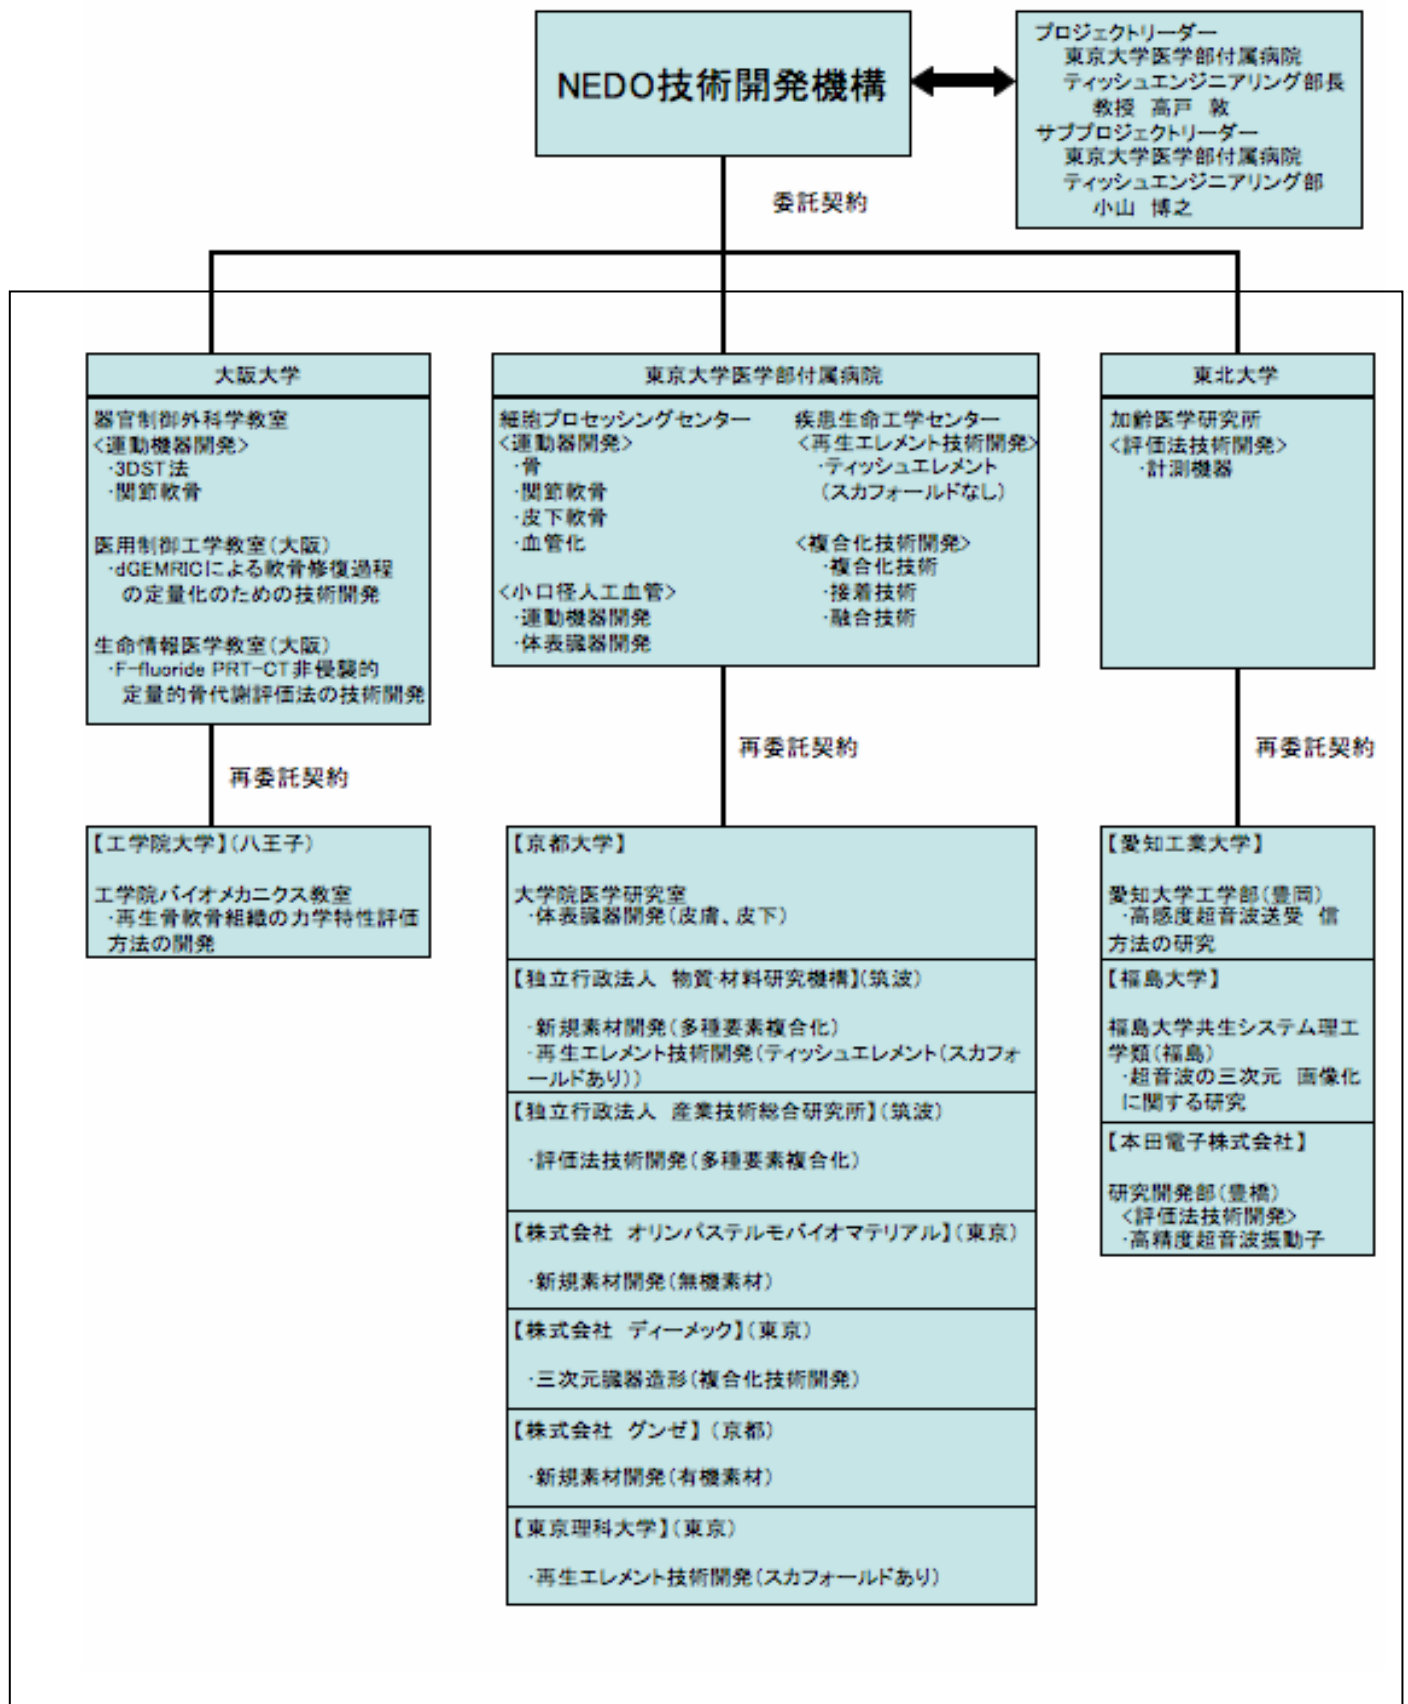 NEDO技術開発機構
プロジェクトリーダー
東京大学医学部付属病院
ティッシュエンジニアリング部長
教授 高戸 敦
サブプロジェクトリーダー
東京大学医学部付属病院
ティッシュエンジニアリング部
小山 博之
委託契約
大阪大学
器官制御外科学教室
<運動機器開発>
・3DST法
・関節軟骨
医用制御工学教室(大阪)
・dGEMRICによる軟骨修復過程
の定量化のための技術開発
生命情報医学教室(大阪)
・F-fluoride PRT-CT非侵襲的
定量的骨代謝評価法の技術開発
東京大学医学部付属病院
細胞プロセッシングセンター
<運動器開発>
・骨
・関節軟骨
・皮下軟骨
・血管化
<小口径人工血管>
・運動機器開発
・体表臓器開発
疾患生命工学センター
<再生エレメント技術開発>
・ティッシュエレメント
(スカフォールドなし)
<複合化技術開発>
・複合化技術
・接着技術
・融合技術
東北大学
加齢医学研究所
<評価法技術開発>
・計測機器
再委託契約
再委託契約
再委託契約
【工学院大学】(八王子)
工学院バイオメカニクス教室
・再生骨軟骨組織の力学特性評価
方法の開発
【京都大学】
大学院医学研究室
・体表臓器開発(皮膚、皮下)
【独立行政法人 物質・材料研究機構】(筑波)
・新規素材開発(多種要素複合化)
・再生エレメント技術開発(ティッシュエレメント(スカフォ
ールドあり))
【独立行政法人 産業技術総合研究所】(筑波)
・評価法技術開発(多種要素複合化)
【株式会社 オリンパステルモバイオマテリアル】(東京)
・新規素材開発(無機素材)
【株式会社 ディーメック】(東京)
・三次元臓器造形(複合化技術開発)
【株式会社 グンゼ】 (京都)
・新規素材開発(有機素材)
【東京理科大学】(東京)
・再生エレメント技術開発(スカフォールドあり)
【愛知工業大学】
愛知大学工学部(豊岡)
・高感度超音波送受 信
方法の研究
【福島大学】
福島大学共生システム理工
学類(福島)
・超音波の三次元 画像化
に関する研究
【本田電子株式会社】
研究開発部(豊橋)
<評価法技術開発>
・高精度超音波振動子